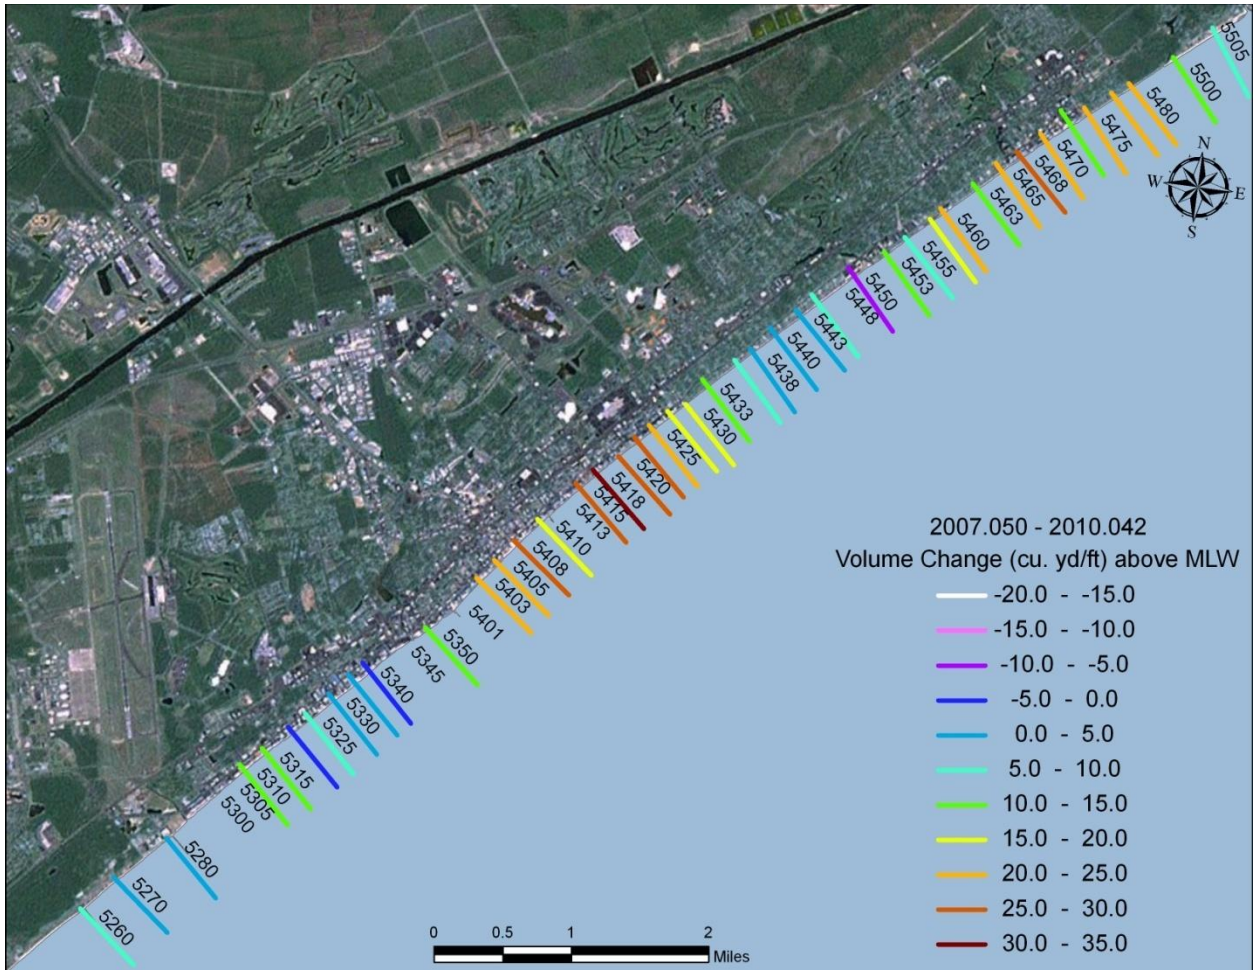 5505
5500
5480
5475
5470
5468
5465
5463
5460
5455
5453
5450
5448
5443
5440
5438
5433
5430
5425
5420
5418
5415
5413
5410
5408
5405
5403
5401
5350
5345
5340
5330
5325
5315
5310
5305
5300
5280
5270
5260
N
W E
S
2007.050 - 2010.042
Volume Change (cu. yd/ft) above MLW
-20.0 - -15.0
-15.0 - -10.0
-10.0 - -5.0
-5.0 - 0.0
0.0 - 5.0
5.0 - 10.0
10.0 - 15.0
15.0 - 20.0
20.0 - 25.0
25.0 - 30.0
30.0 - 35.0
0 0.5 1 2
Miles